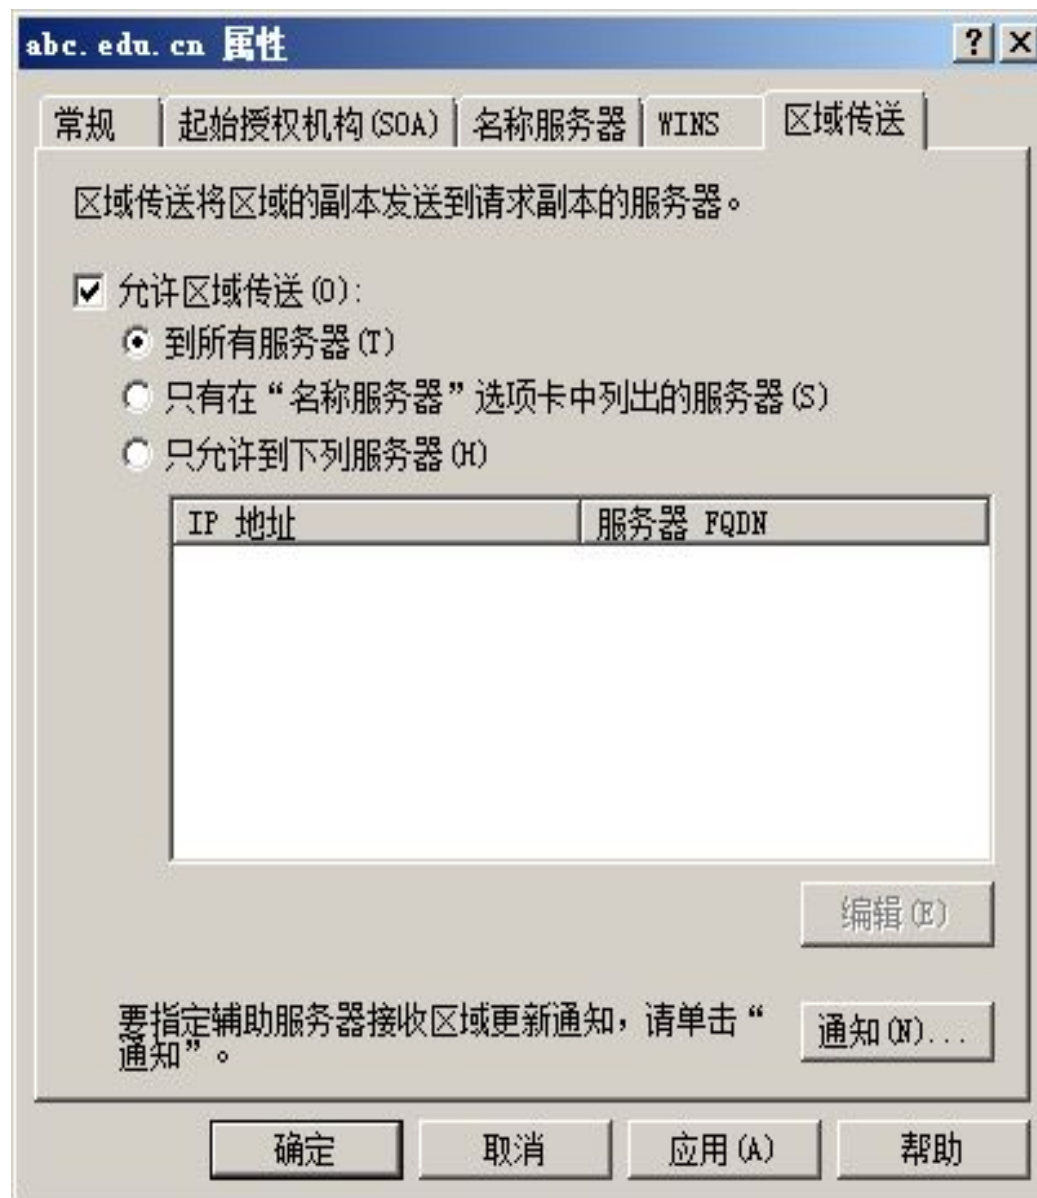 abc.edu.cn 属性
常规 起始授权机构(SOA) 名称服务器 WINS 区域传送
区域传送将区域的副本发送到请求副本的服务器。
允许区域传送(O):
到所有服务器(T)
只有在“名称服务器”选项卡中列出的服务器(S)
只允许到下列服务器(H)
IP 地址 服务器 FQDN
编辑(E)
要指定辅助服务器接收区域更新通知，请单击“
通知”。
通知(N)...
确定 取消 应用(A) 帮助